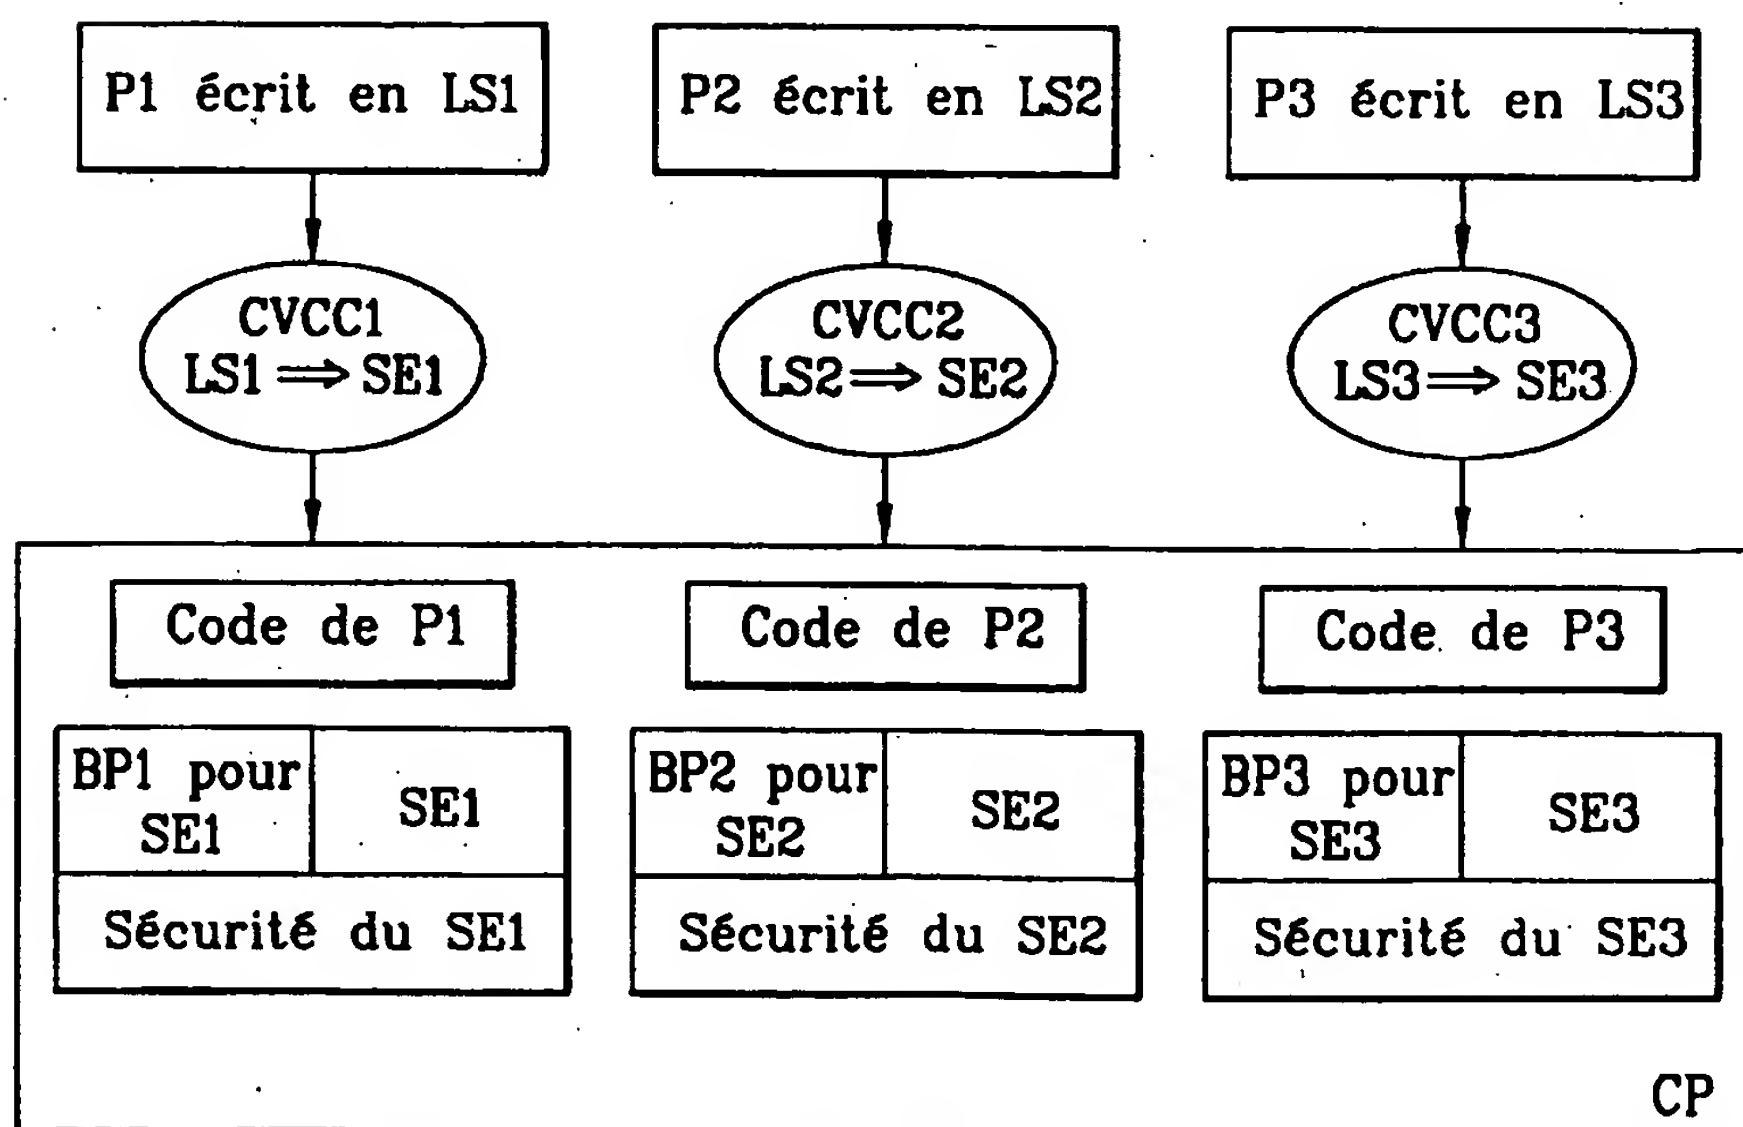 P1 écrit en LS1
P2 écrit en LS2
P3 écrit en LS3
CVCC1
LS1 ⇒ SE1
CVCC2
LS2 ⇒ SE2
CVCC3
LS3 ⇒ SE3
Code de P1
Code de P2
Code de P3
BP1 pour
SE1
SE1
BP2 pour
SE2
SE2
BP3 pour
SE3
SE3
Sécurité du SE1
Sécurité du SE2
Sécurité du SE3
CP